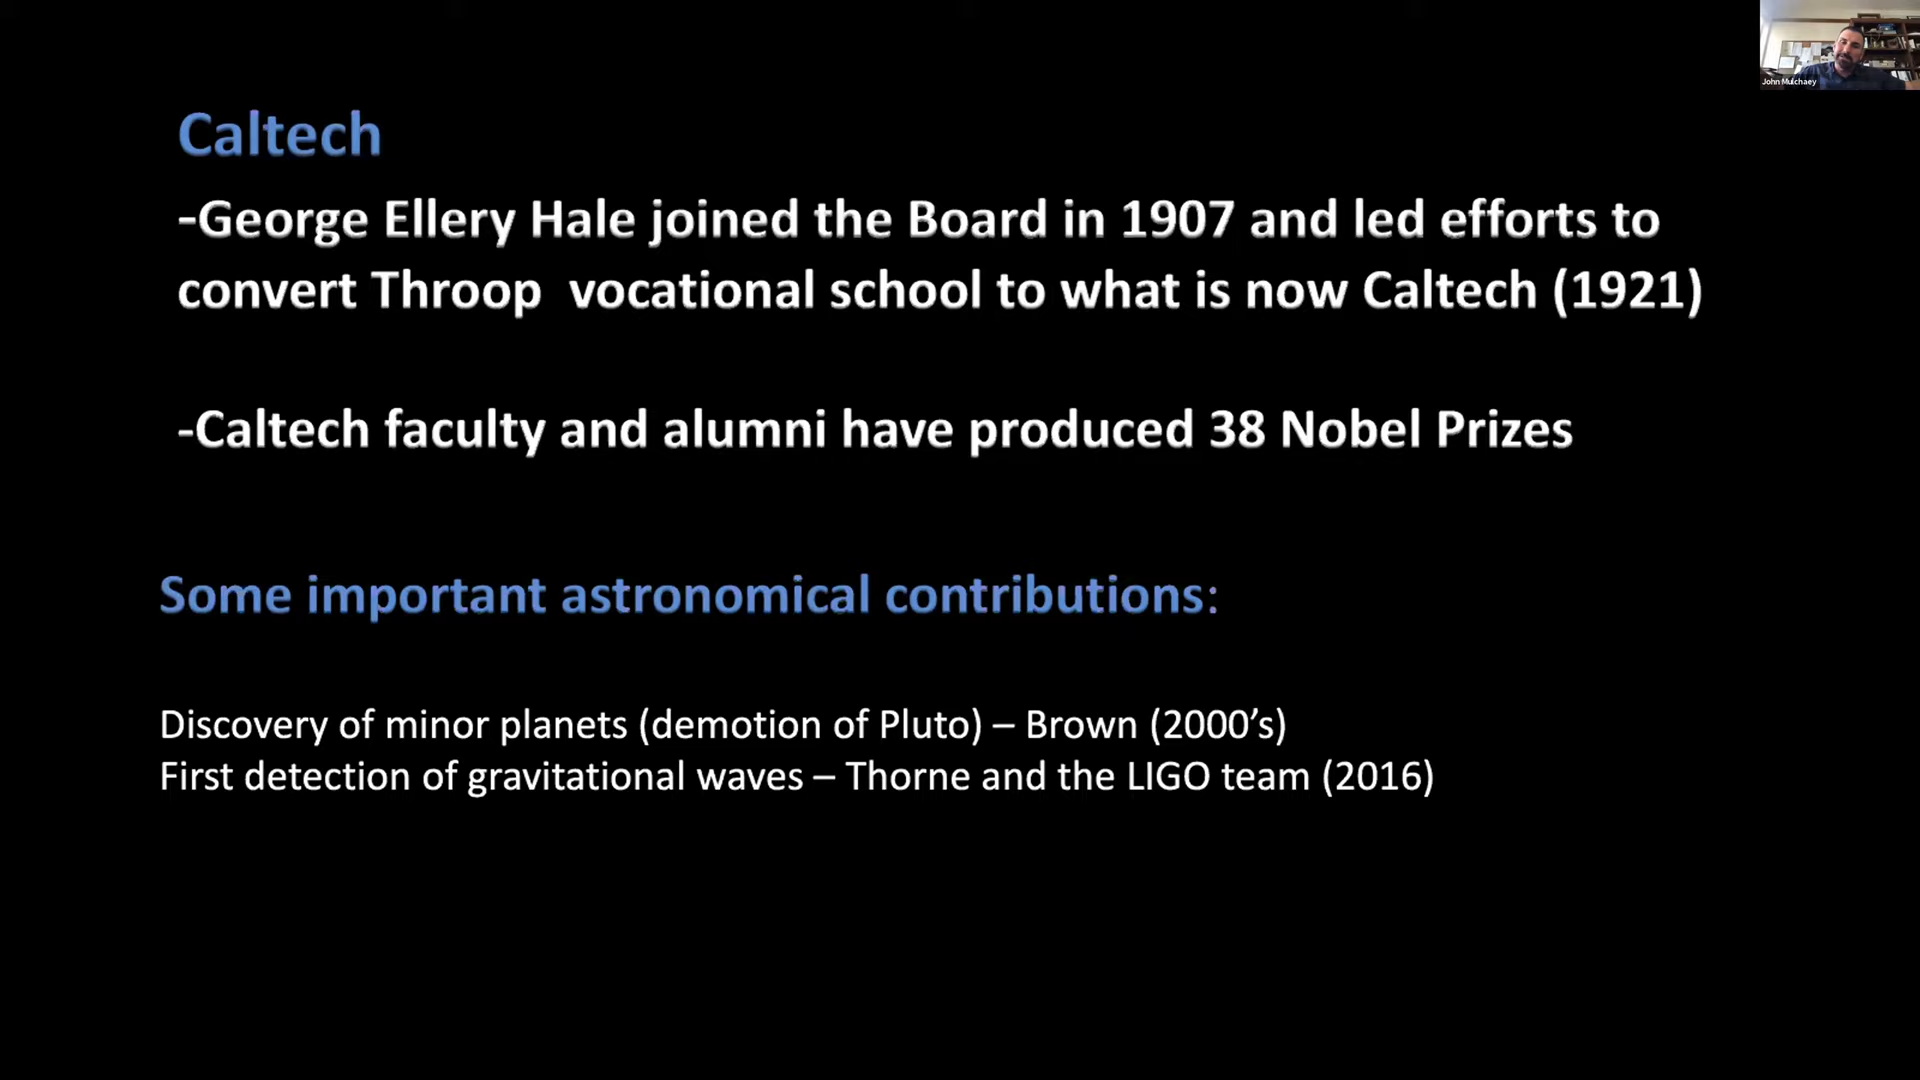 John Mulchaey
Caltech
-George Ellery Hale joined the Board in 1907 and led efforts to
convert Throop  vocational school to what is now Caltech (1921)
-Caltech faculty and alumni have produced 38 Nobel Prizes
Some important astronomical contributions:
Discovery of minor planets (demotion of Pluto) – Brown (2000’s)
First detection of gravitational waves – Thorne and the LIGO team (2016)